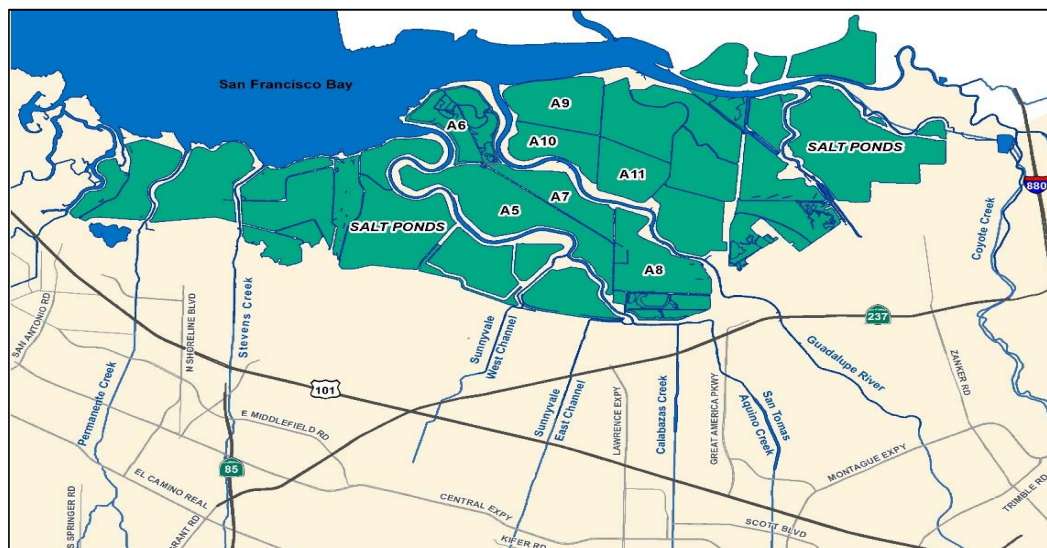 San Francisco Bay
A6
A9
A10
A11
A7
A5
A8
SALT PONDS
SALT PONDS
880
Coyote Creek
237
Guadalupe River
ZANKER RD
SAN ANTONIO RD
N SHORELINE BLVD
Stevens Creek
Permanente Creek
101
Sunnyvale
West Channel
Sunnyvale
East Channel
LAWRENCE EXPY
Calabazas Creek
GREAT AMERICA PKWY
San Tomas
Aquino Creek
E MIDDLEFIELD RD
85
EL CAMINO REAL
CENTRAL EXPY
MONTAGUE EXPY
TRIMBLE RD
SCOTT BLVD
KIFER RD
GRANT RD
S SPRINGER RD